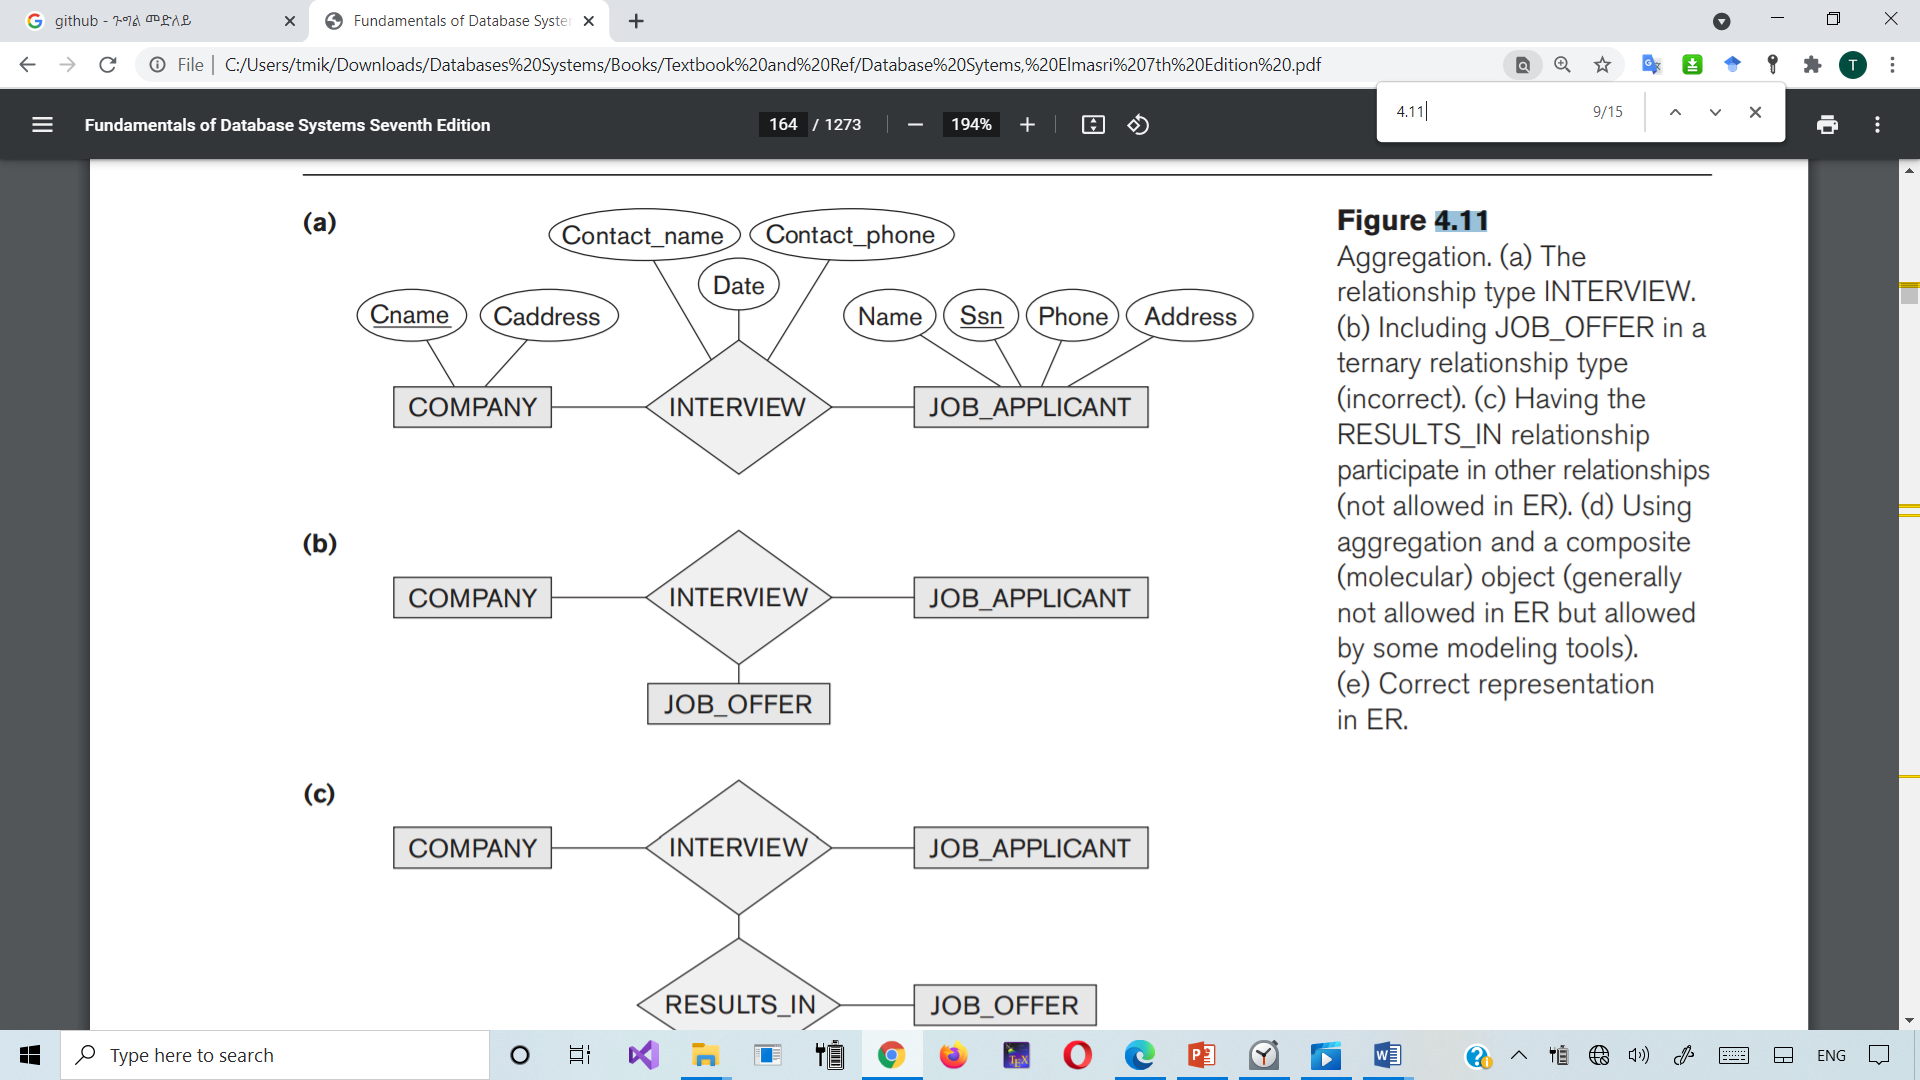 github - ጉግል መድለይ
Fundamentals of Database Syste
File
C:/Users/tmik/Downloads/Databases%20Systems/Books/Textbook%20and%20Ref/Database%20Sytems,%20Elmasri%207th%20Edition%20.pdf
T
4.11
9/15
Fundamentals of Database Systems Seventh Edition
164 / 1273
194%
(a)
Contact_name
Contact_phone
Date
Cname
Caddress
Name
Ssn
Phone
Address
COMPANY
INTERVIEW
JOB_APPLICANT
(b)
COMPANY
INTERVIEW
JOB_APPLICANT
JOB_OFFER
(c)
COMPANY
INTERVIEW
JOB_APPLICANT
RESULTS_IN
JOB_OFFER
Figure 4.11
Aggregation. (a) The
relationship type INTERVIEW.
(b) Including JOB_OFFER in a
ternary relationship type
(incorrect). (c) Having the
RESULTS_IN relationship
participate in other relationships
(not allowed in ER). (d) Using
aggregation and a composite
(molecular) object (generally
not allowed in ER but allowed
by some modeling tools).
(e) Correct representation
in ER.
Type here to search
ENG